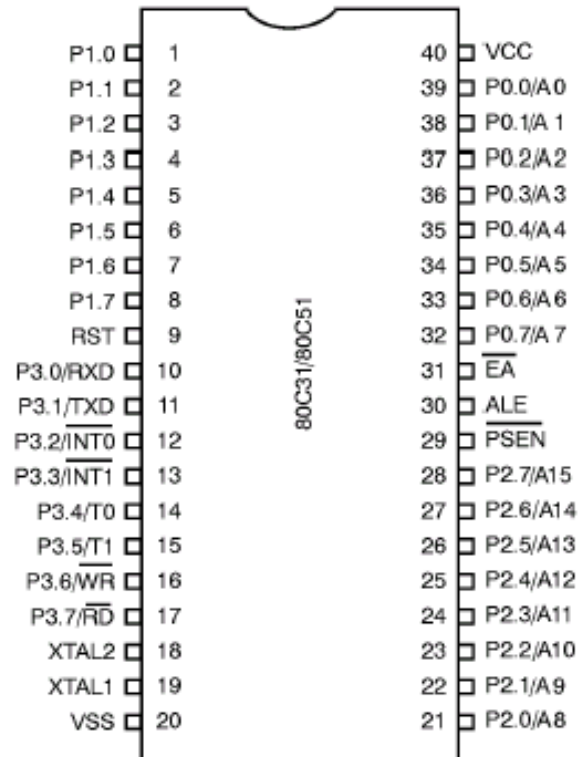 P1.0 1 40 VCC
P1.1 2 39 P0.0/A0
P1.2 3 38 P0.1/A1
P1.3 4 37 P0.2/A2
P1.4 5 36 P0.3/A3
P1.5 6 35 P0.4/A4
P1.6 7 34 P0.5/A5
P1.7 8 33 P0.6/A6
RST 9 32 P0.7/A7
P3.0/RXD 10 31 E̅A̅
P3.1/TXD 11 30 ALE
P3.2/I̅N̅T̅0̅ 12 29 P̅S̅E̅N̅
P3.3/I̅N̅T̅1̅ 13 28 P2.7/A15
P3.4/T0 14 27 P2.6/A14
P3.5/T1 15 26 P2.5/A13
P3.6/W̅R̅ 16 25 P2.4/A12
P3.7/R̅D̅ 17 24 P2.3/A11
XTAL2 18 23 P2.2/A10
XTAL1 19 22 P2.1/A9
VSS 20 21 P2.0/A8
80C31/80C51